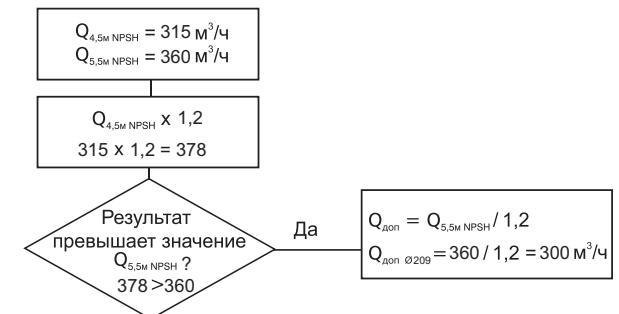 Q4,5м NPSH = 315 м³/ч
Q5,5м NPSH = 360 м³/ч
Q4,5м NPSH x 1,2
315 x 1,2 = 378
Результат
превышает значение
Q5,5м NPSH ?
378 >360
Да
Qдоп = Q5,5м NPSH / 1,2
Qдоп Ø209 = 360 / 1,2 = 300 м³/ч